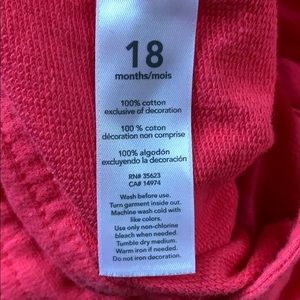 18
months/mois
100% cotton
exclusive of decoration
100 % coton
décoration non comprise
100% algodón
excluyendo la decoración
RN# 35623
CA# 14974
Wash before use.
Turn garment inside out.
Machine wash cold with
like colors.
Use only non-chlorine
bleach when needed.
Tumble dry medium.
Warm iron if needed.
Do not iron decoration.